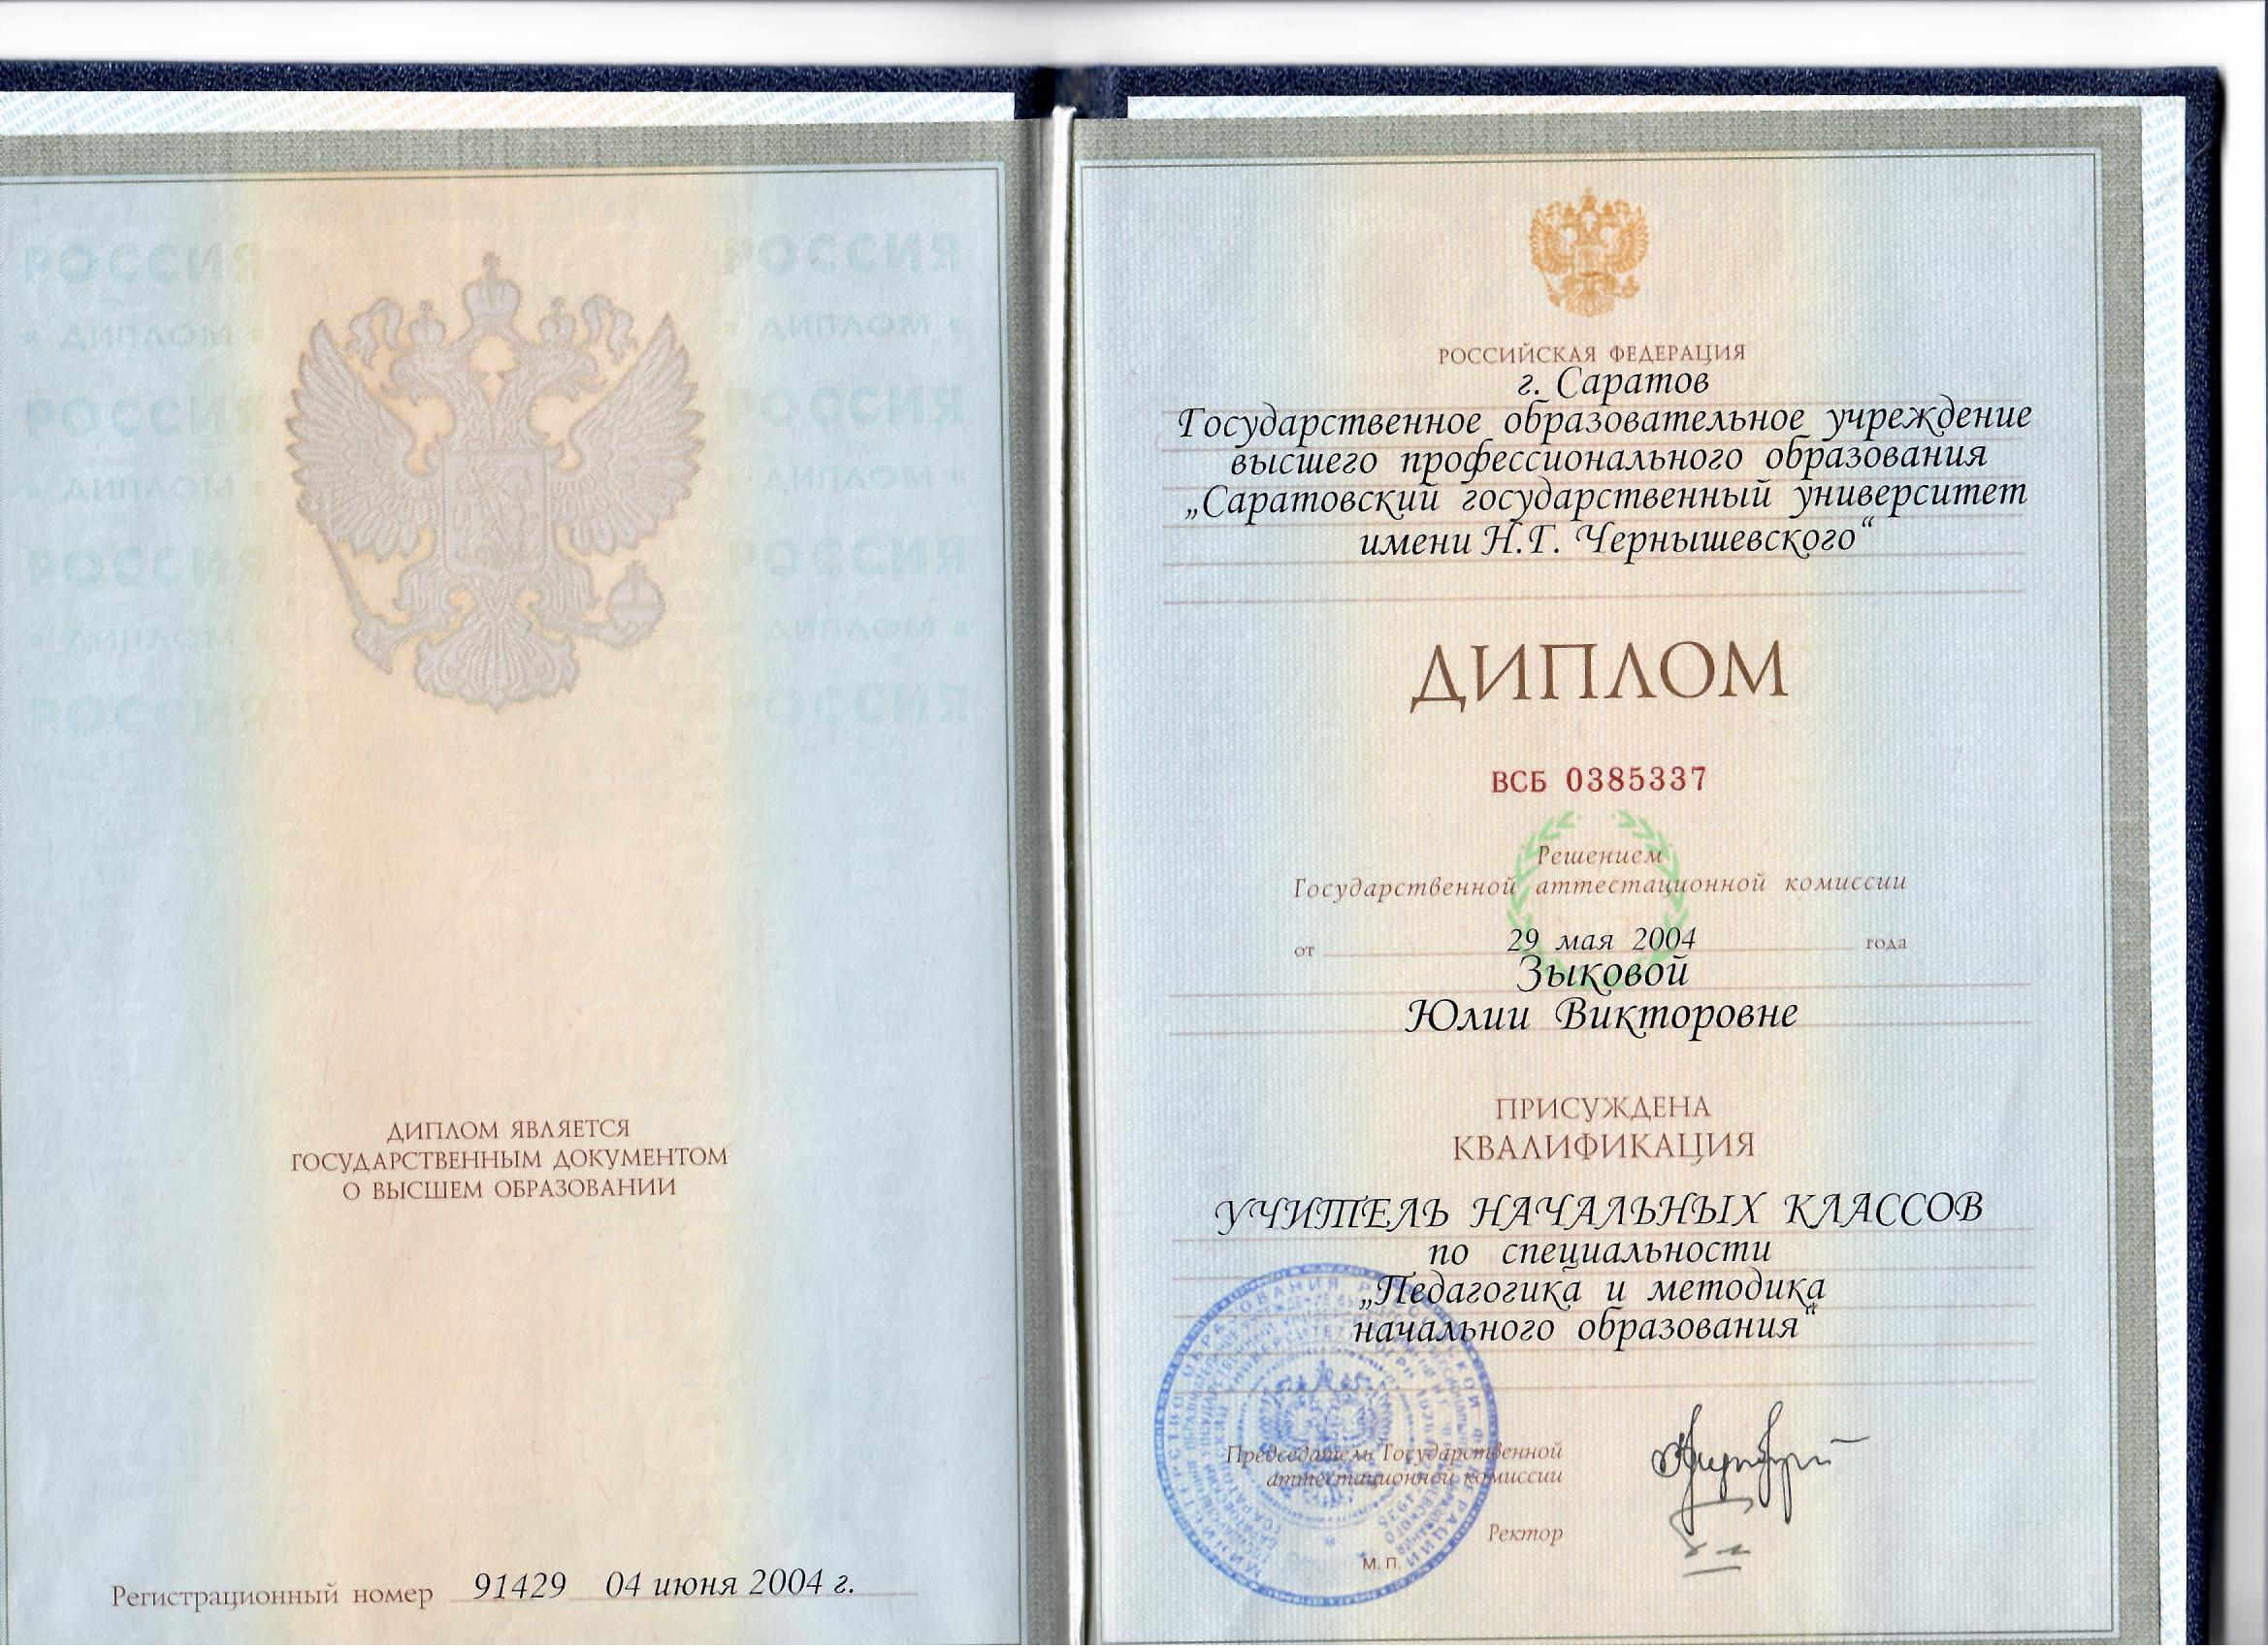 РОССИЯ РОССИЯ
« ДИПЛОМ « « ДИПЛОМ «
РОССИЯ РОССИЯ
« ДИПЛОМ « « ДИПЛОМ «
РОССИЯ РОССИЯ
« ДИПЛОМ « « ДИПЛОМ «
РОССИЯ РОССИЯ
ДИПЛОМ ЯВЛЯЕТСЯ
ГОСУДАРСТВЕННЫМ ДОКУМЕНТОМ
О ВЫСШЕМ ОБРАЗОВАНИИ
Регистрационный номер 91429 04 июня 2004 г.
РОССИЙСКАЯ ФЕДЕРАЦИЯ
г. Саратов
Государственное образовательное учреждение
высшего профессионального образования
„Саратовский государственный университет
имени Н.Г. Чернышевского“
ДИПЛОМ
ВСБ 0385337
Решением
Государственной аттестационной комиссии
от 29 мая 2004 года
Зыковой
Юлии Викторовне
ПРИСУЖДЕНА
КВАЛИФИКАЦИЯ
УЧИТЕЛЬ НАЧАЛЬНЫХ КЛАССОВ
по специальности
„Педагогика и методика
начального образования“
Председатель Государственной
аттестационной комиссии
Ректор
М. П.